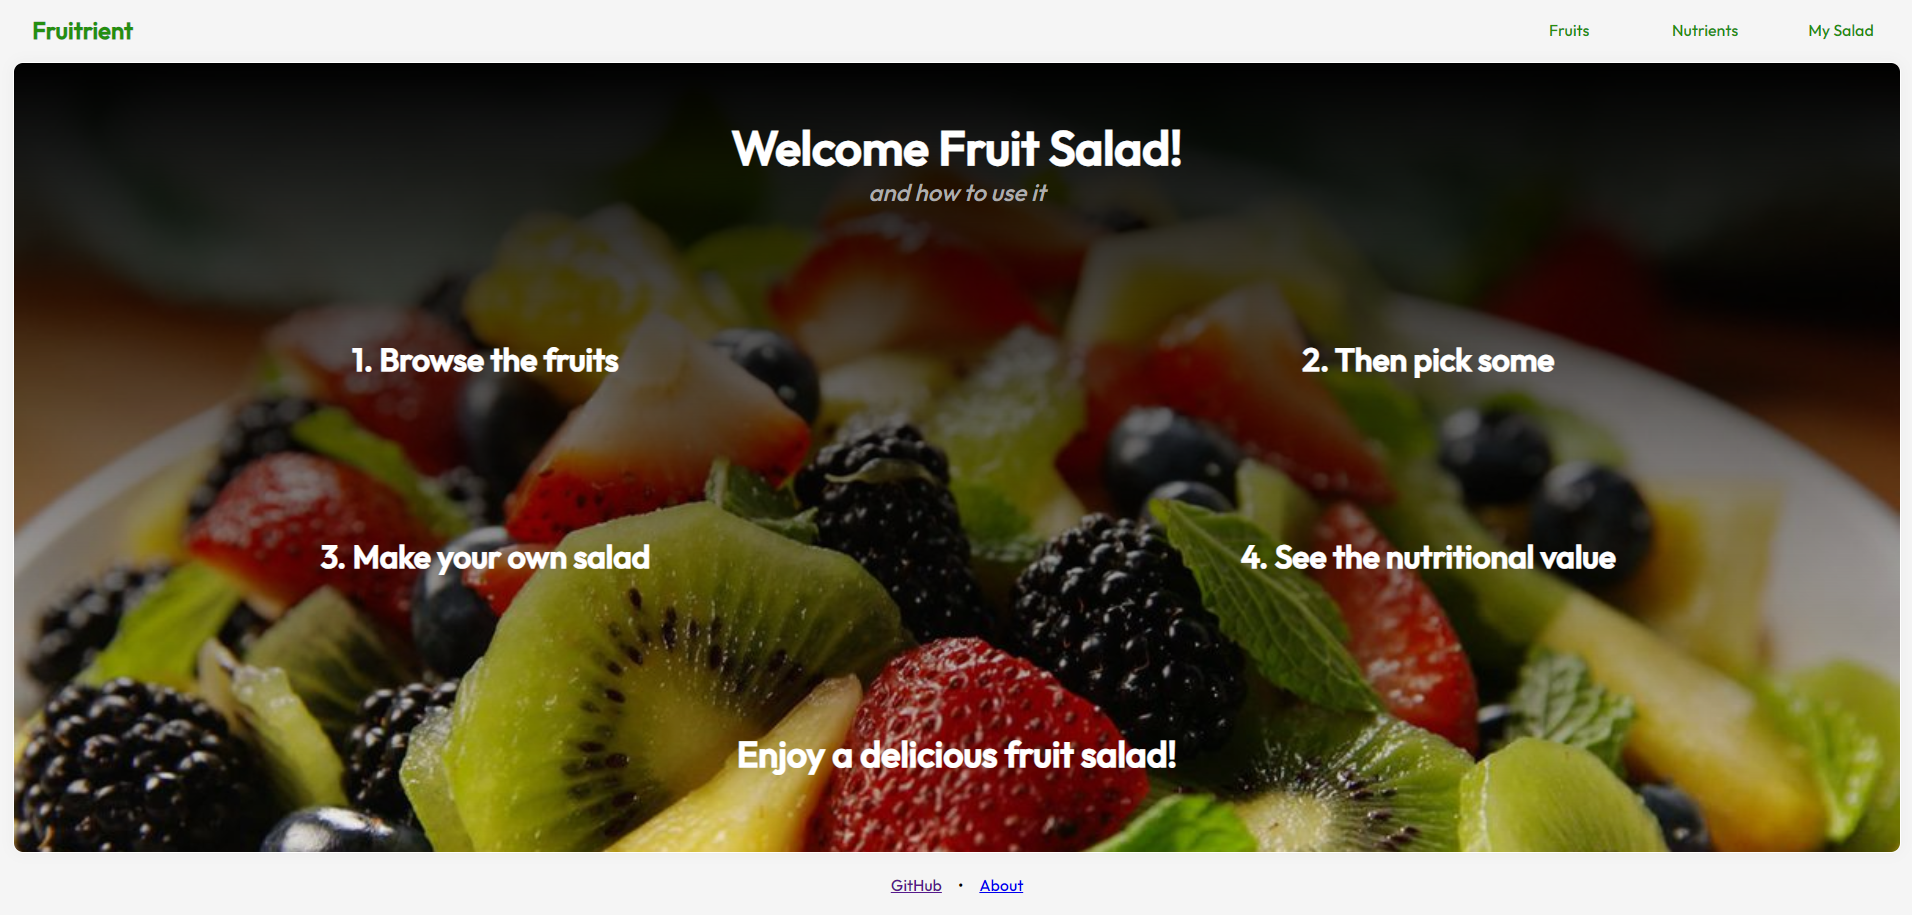 Fruitrient
Fruits
Nutrients
My Salad
Welcome Fruit Salad!
and how to use it
1. Browse the fruits
2. Then pick some
3. Make your own salad
4. See the nutritional value
Enjoy a delicious fruit salad!
GitHub • About